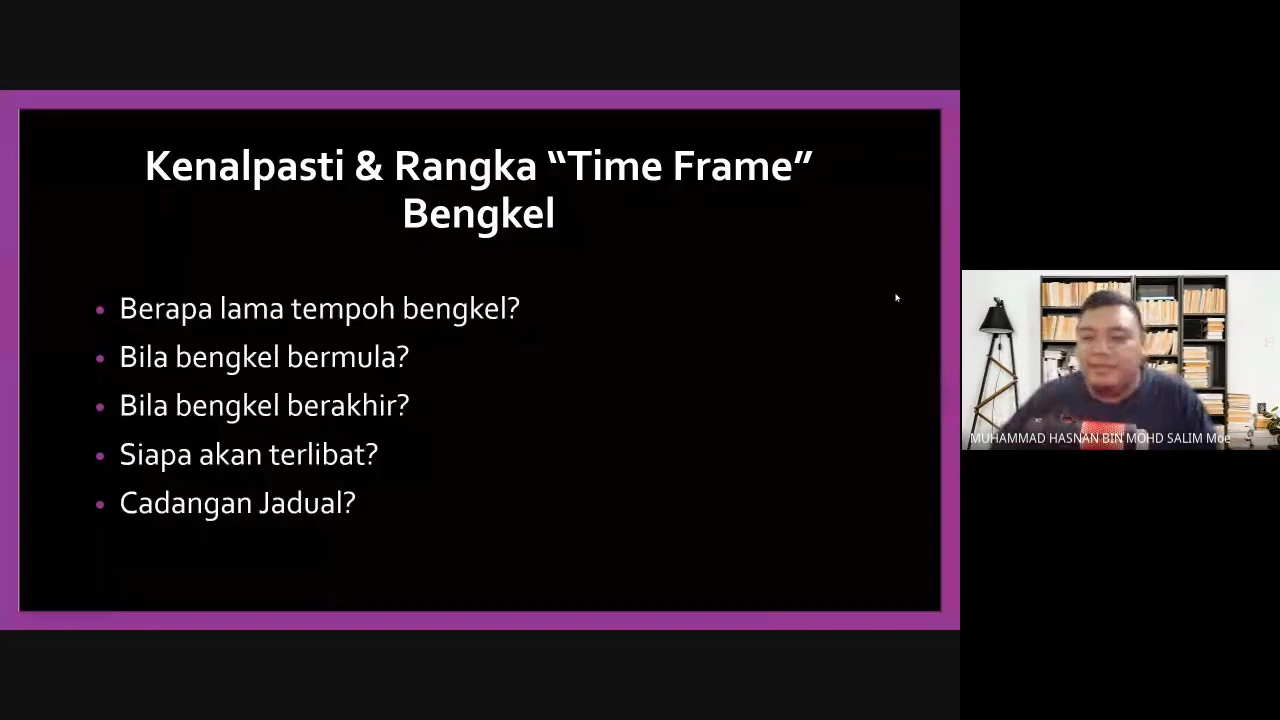 Kenalpasti & Rangka “Time Frame”
Bengkel
• Berapa lama tempoh bengkel?
• Bila bengkel bermula?
• Bila bengkel berakhir?
• Siapa akan terlibat?
• Cadangan Jadual?
MUHAMMAD HASNAN BIN MOHD SALIM Moe